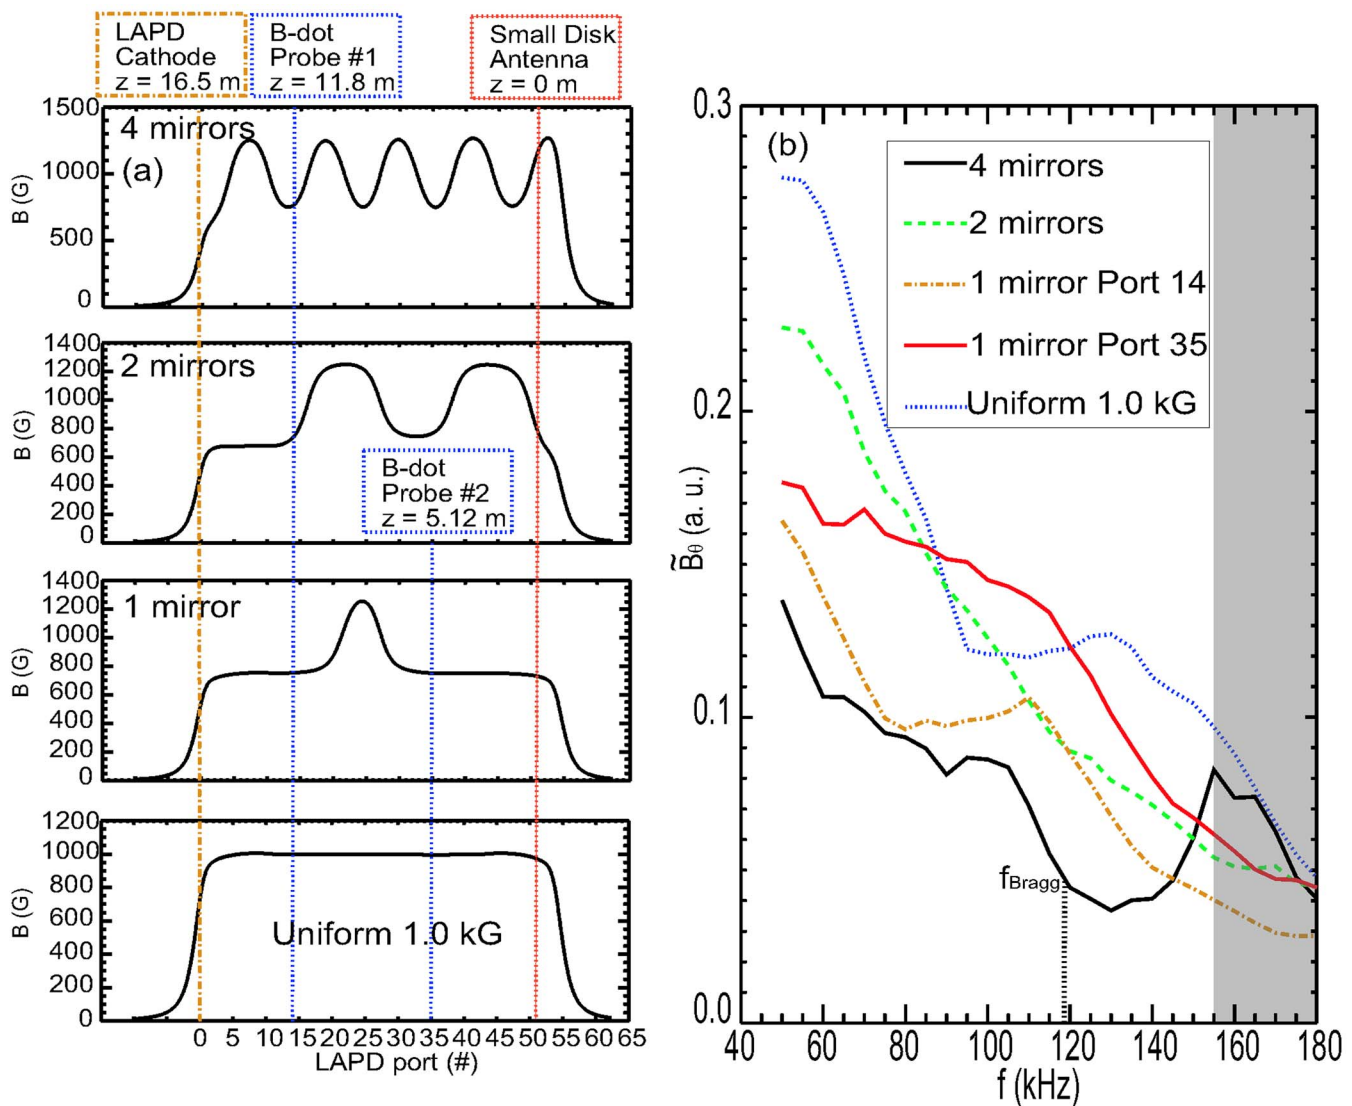 LAPD
Cathode
z = 16.5 m
B-dot
Probe #1
z = 11.8 m
Small Disk
Antenna
z = 0 m
4 mirrors
(a)
B (G)
1500
1000
500
0
2 mirrors
B (G)
1400
1200
1000
800
600
400
200
0
B-dot
Probe #2
z = 5.12 m
1 mirror
B (G)
1400
1200
1000
800
600
400
200
0
Uniform 1.0 kG
B (G)
1200
1000
800
600
400
200
0
0 5 10 15 20 25 30 35 40 45 50 55 60 65
LAPD port (#)
(b)
4 mirrors
2 mirrors
1 mirror Port 14
1 mirror Port 35
Uniform 1.0 kG
B̃θ (a. u.)
0.3
0.2
0.1
0.0
fBragg
40 60 80 100 120 140 160 180
f (kHz)